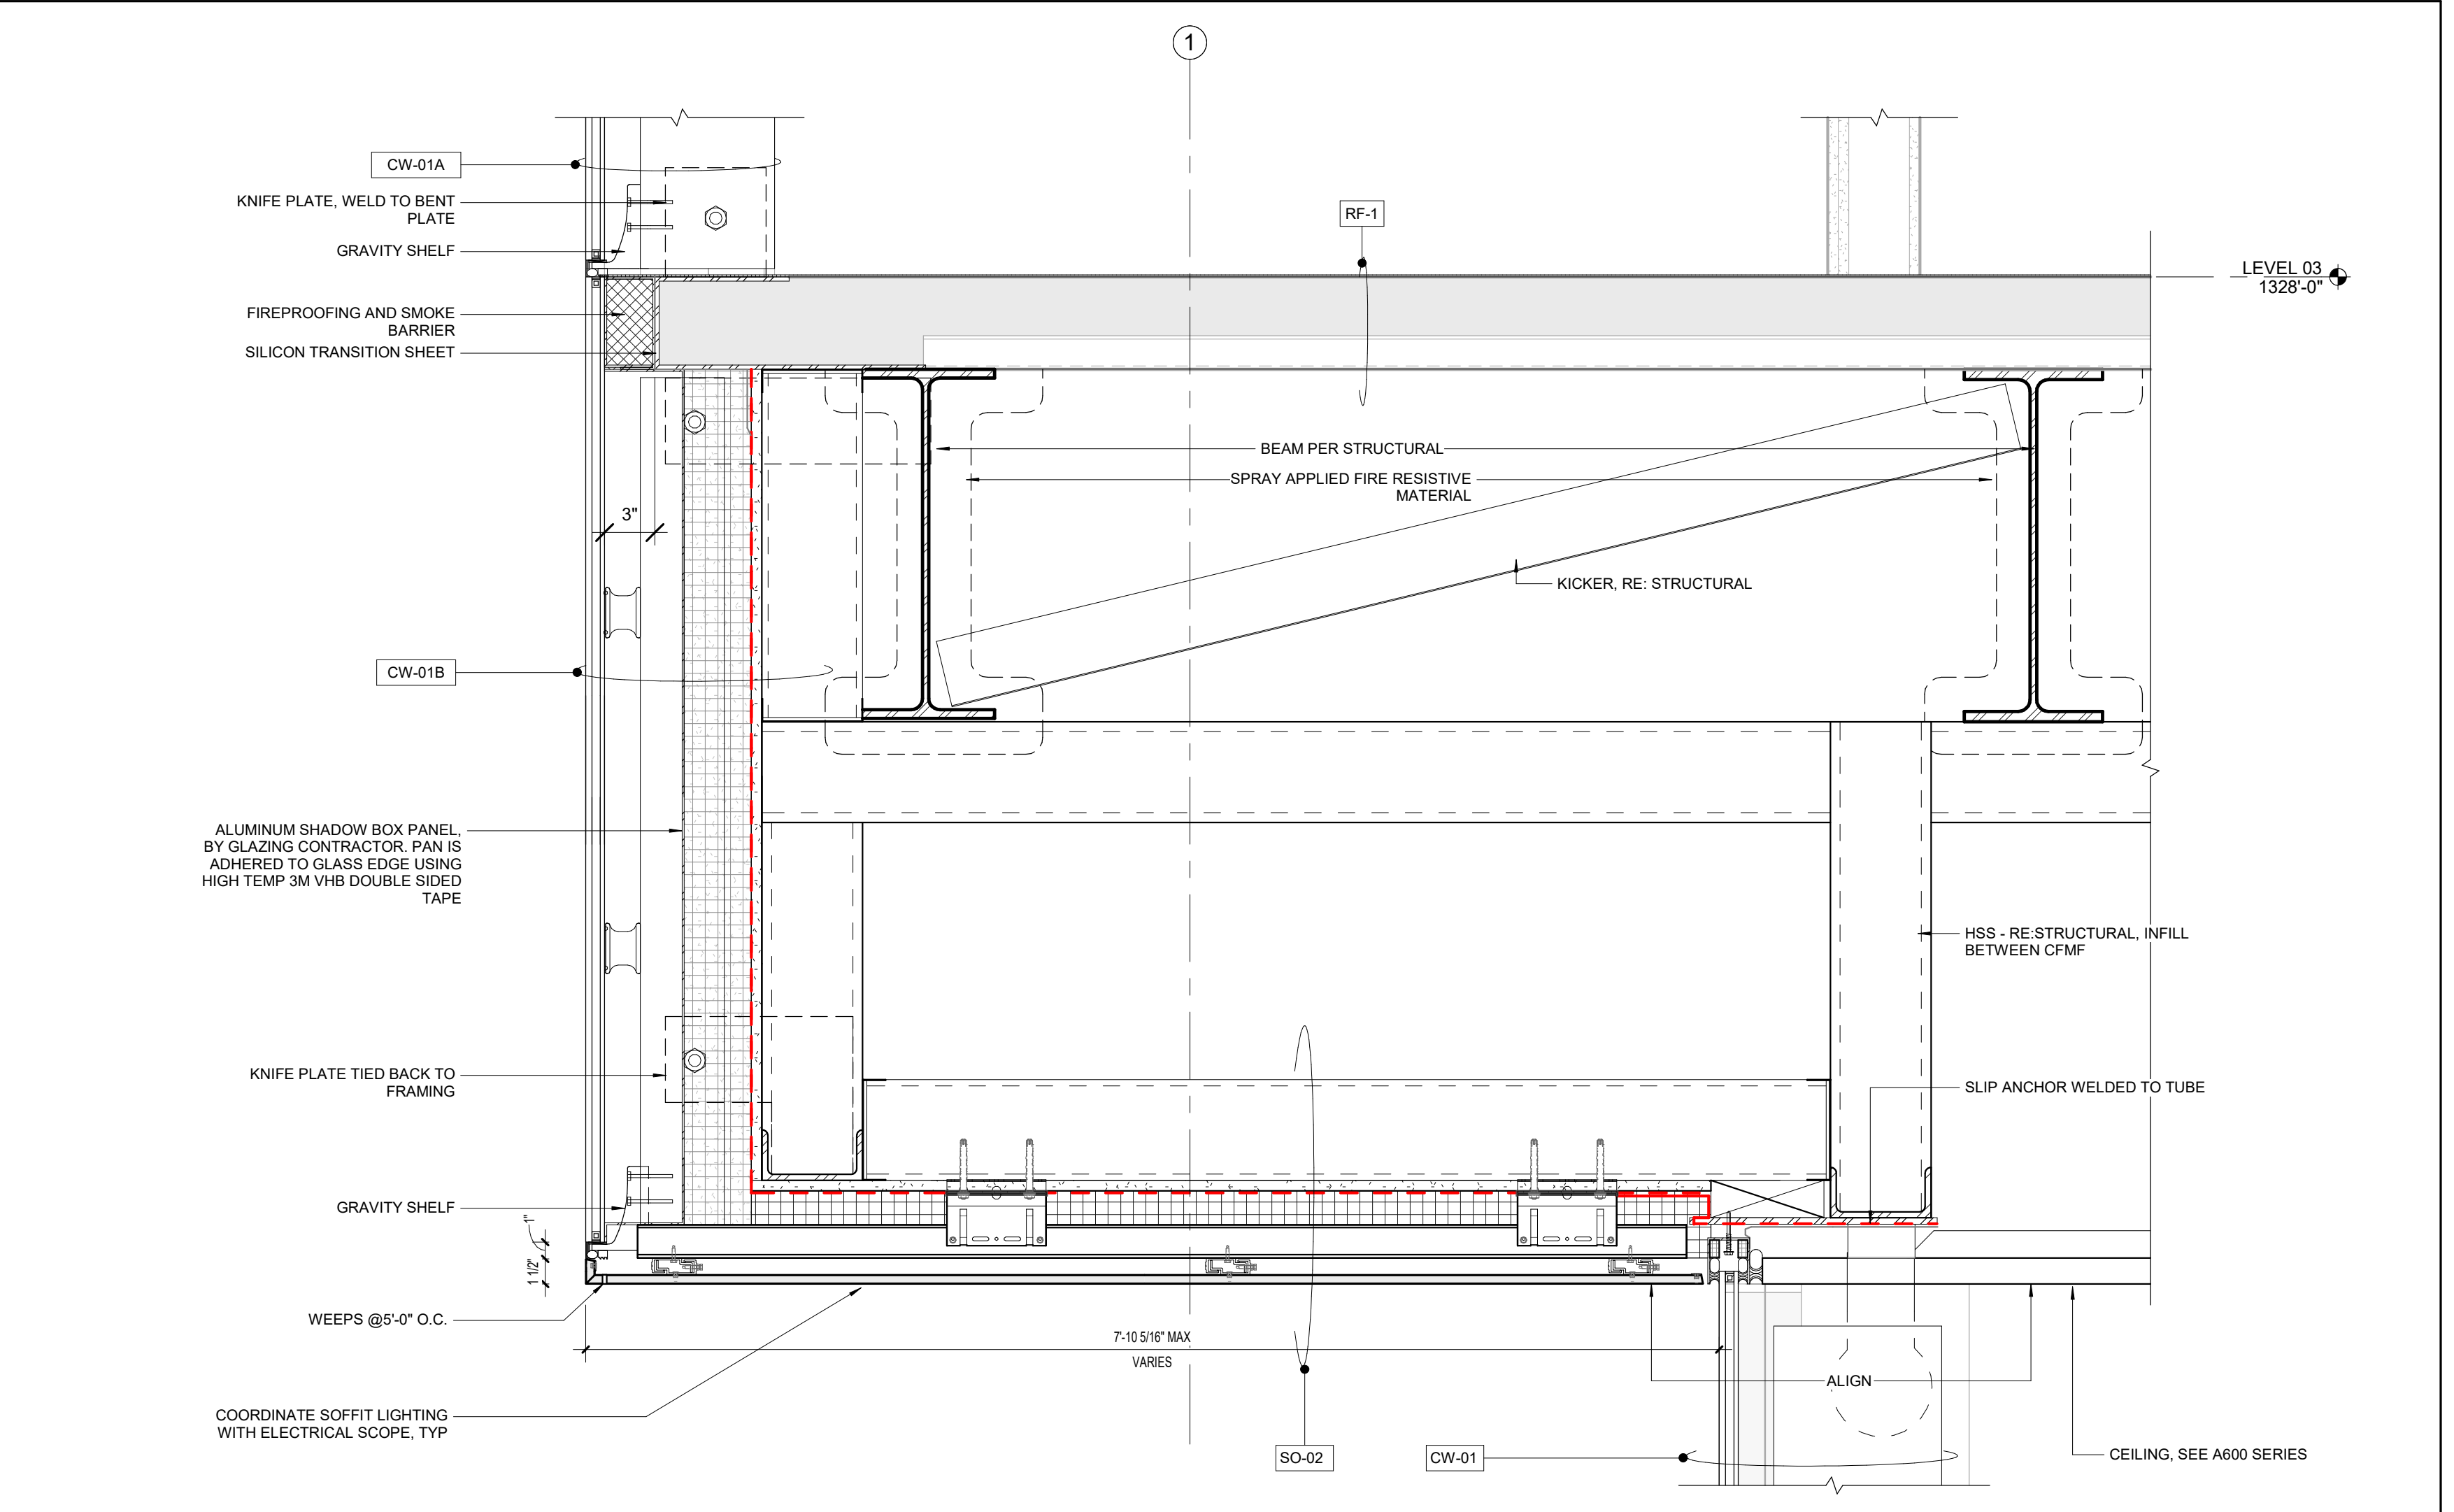 1
CW-01A
KNIFE PLATE, WELD TO BENT
PLATE
GRAVITY SHELF
RF-1
LEVEL 03
1328'-0"
FIREPROOFING AND SMOKE
BARRIER
SILICON TRANSITION SHEET
BEAM PER STRUCTURAL
SPRAY APPLIED FIRE RESISTIVE
MATERIAL
3"
KICKER, RE: STRUCTURAL
CW-01B
ALUMINUM SHADOW BOX PANEL,
BY GLAZING CONTRACTOR. PAN IS
ADHERED TO GLASS EDGE USING
HIGH TEMP 3M VHB DOUBLE SIDED
TAPE
HSS - RE:STRUCTURAL, INFILL
BETWEEN CFMF
KNIFE PLATE TIED BACK TO
FRAMING
SLIP ANCHOR WELDED TO TUBE
GRAVITY SHELF
1"
1 1/2"
WEEPS @5'-0" O.C.
7'-10 5/16" MAX
VARIES
ALIGN
COORDINATE SOFFIT LIGHTING
WITH ELECTRICAL SCOPE, TYP
SO-02
CW-01
CEILING, SEE A600 SERIES